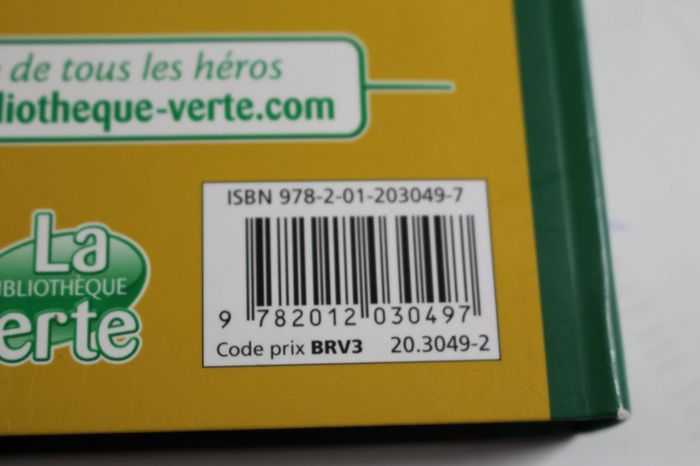 de tous les héros
liotheque-verte.com
ISBN 978-2-01-203049-7
9 782012 030497
Code prix BRV3 20.3049-2
La
BIBLIOTHÈQUE
erte